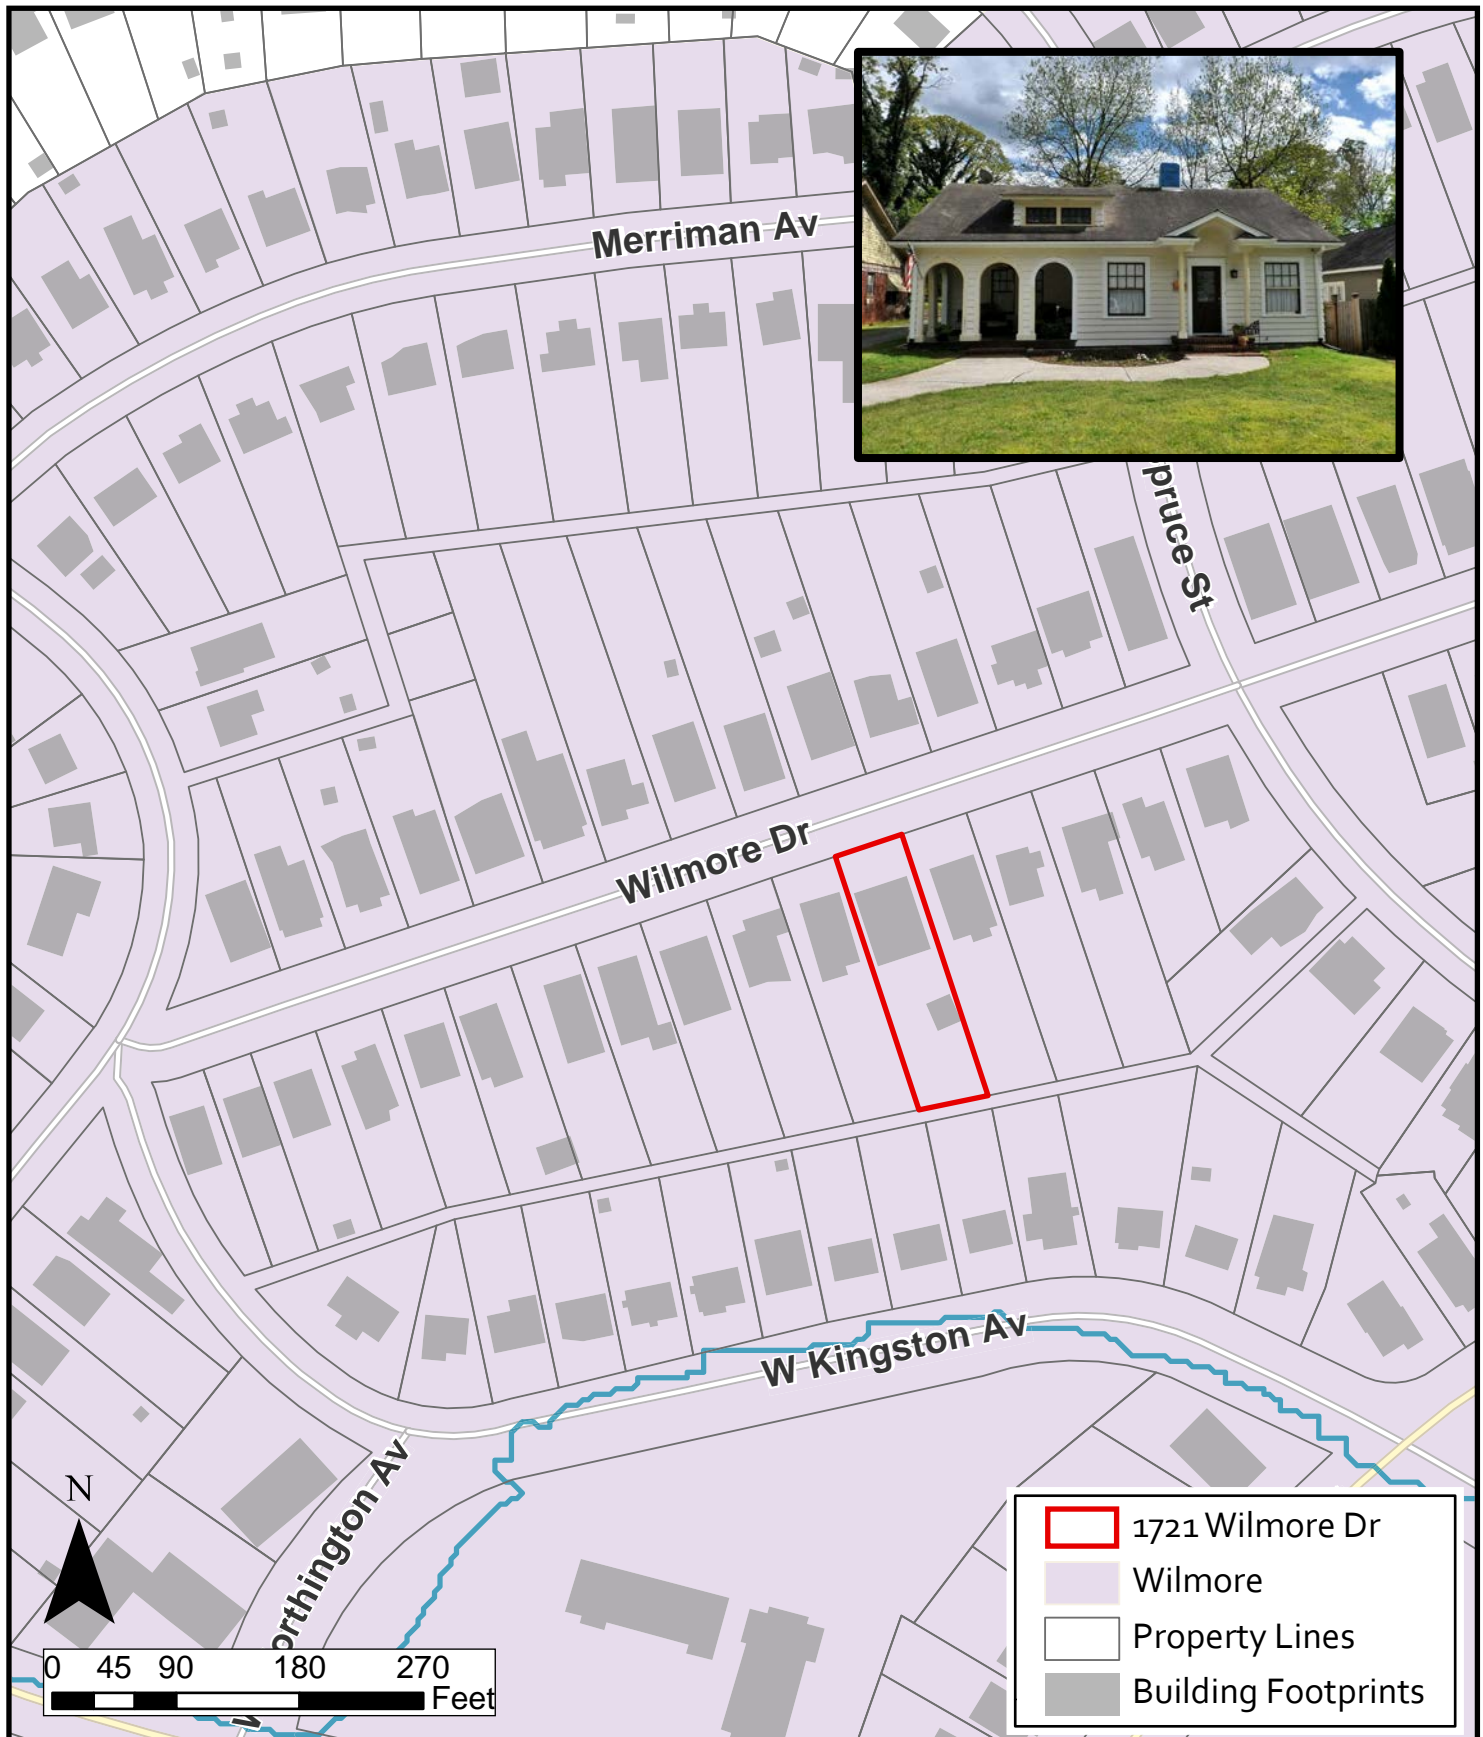 Merriman Av
pruce St
Wilmore Dr
W Kingston Av
orthington Av
N
0 45 90 180 270
Feet
1721 Wilmore Dr
Wilmore
Property Lines
Building Footprints